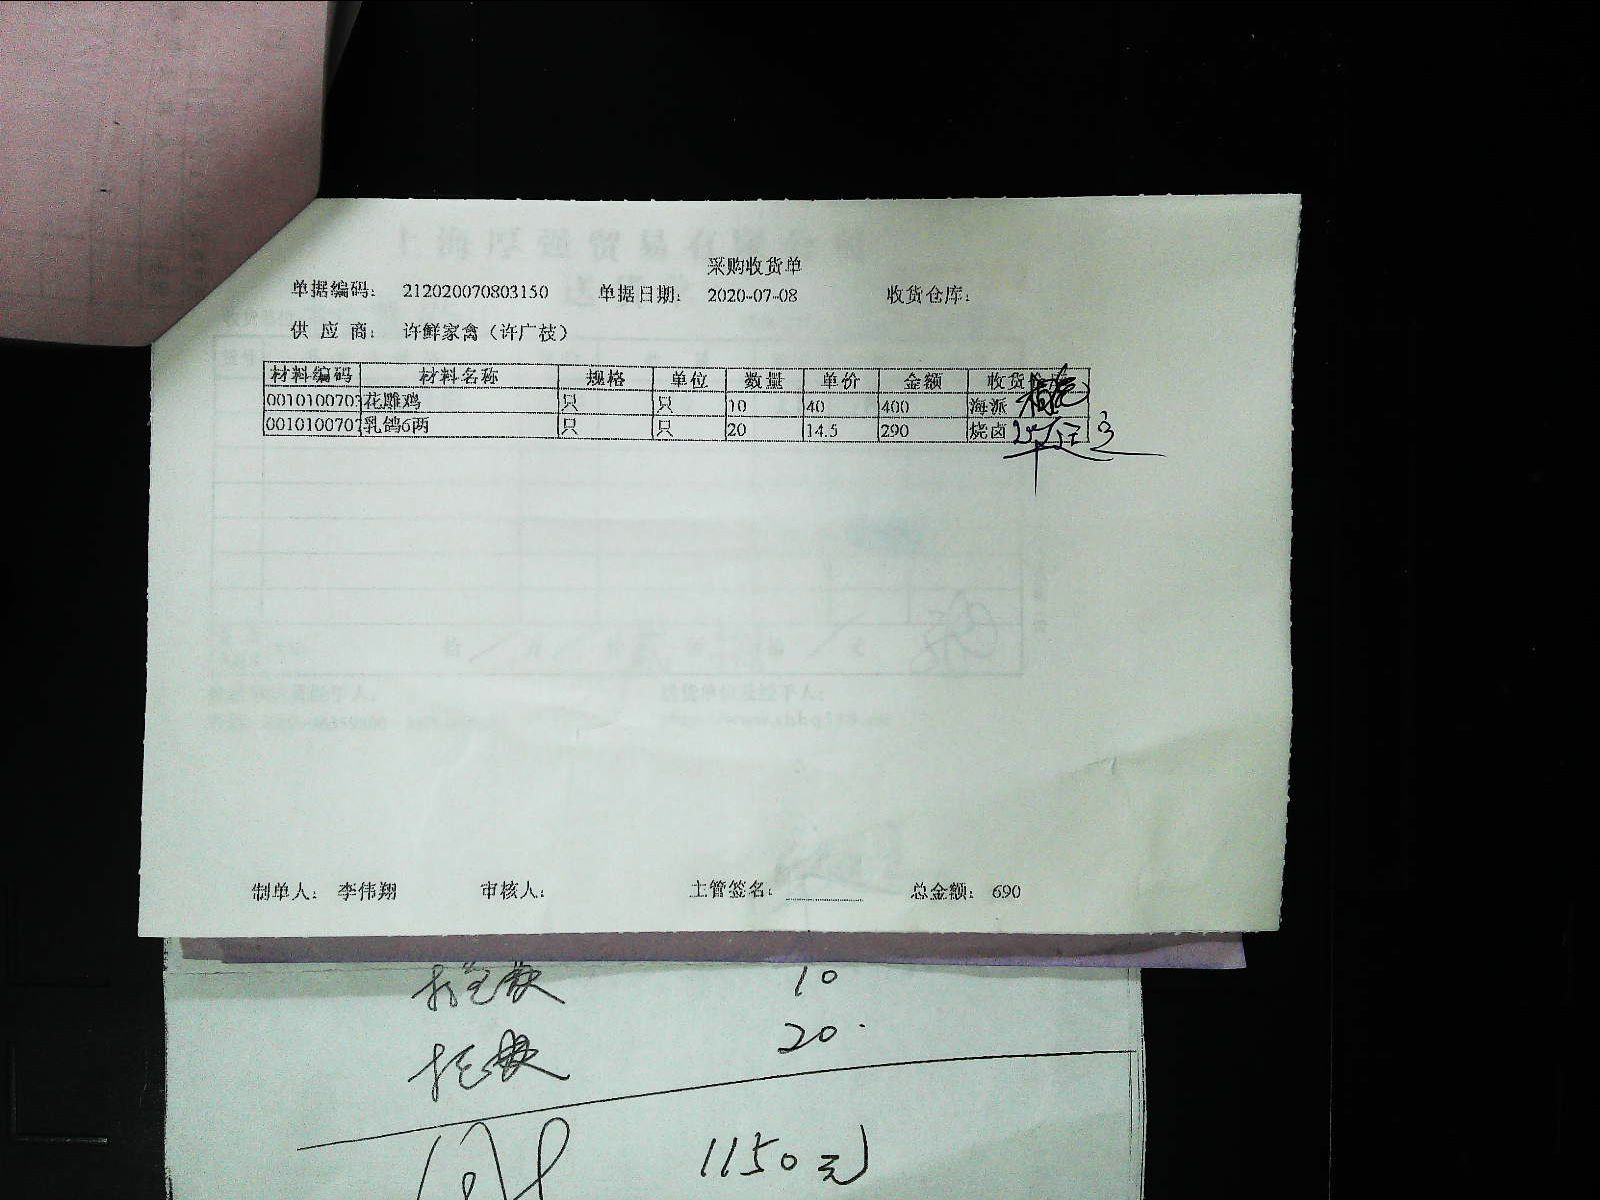 采购收货单
单据编码： 212020070803150 单据日期： 2020-07-08 收货仓库：
供 应 商： 许鲜家禽（许广枝）
材料编码 材料名称 规格 单位 数量 单价 金额 收货
0010100703 花雕鸡 只 只 10 40 400 海派
0010100707 乳鸽6两 只 只 20 14.5 290 烧卤
制单人： 李伟翔 审核人： 主管签名： 总金额： 690
10
20
1150元